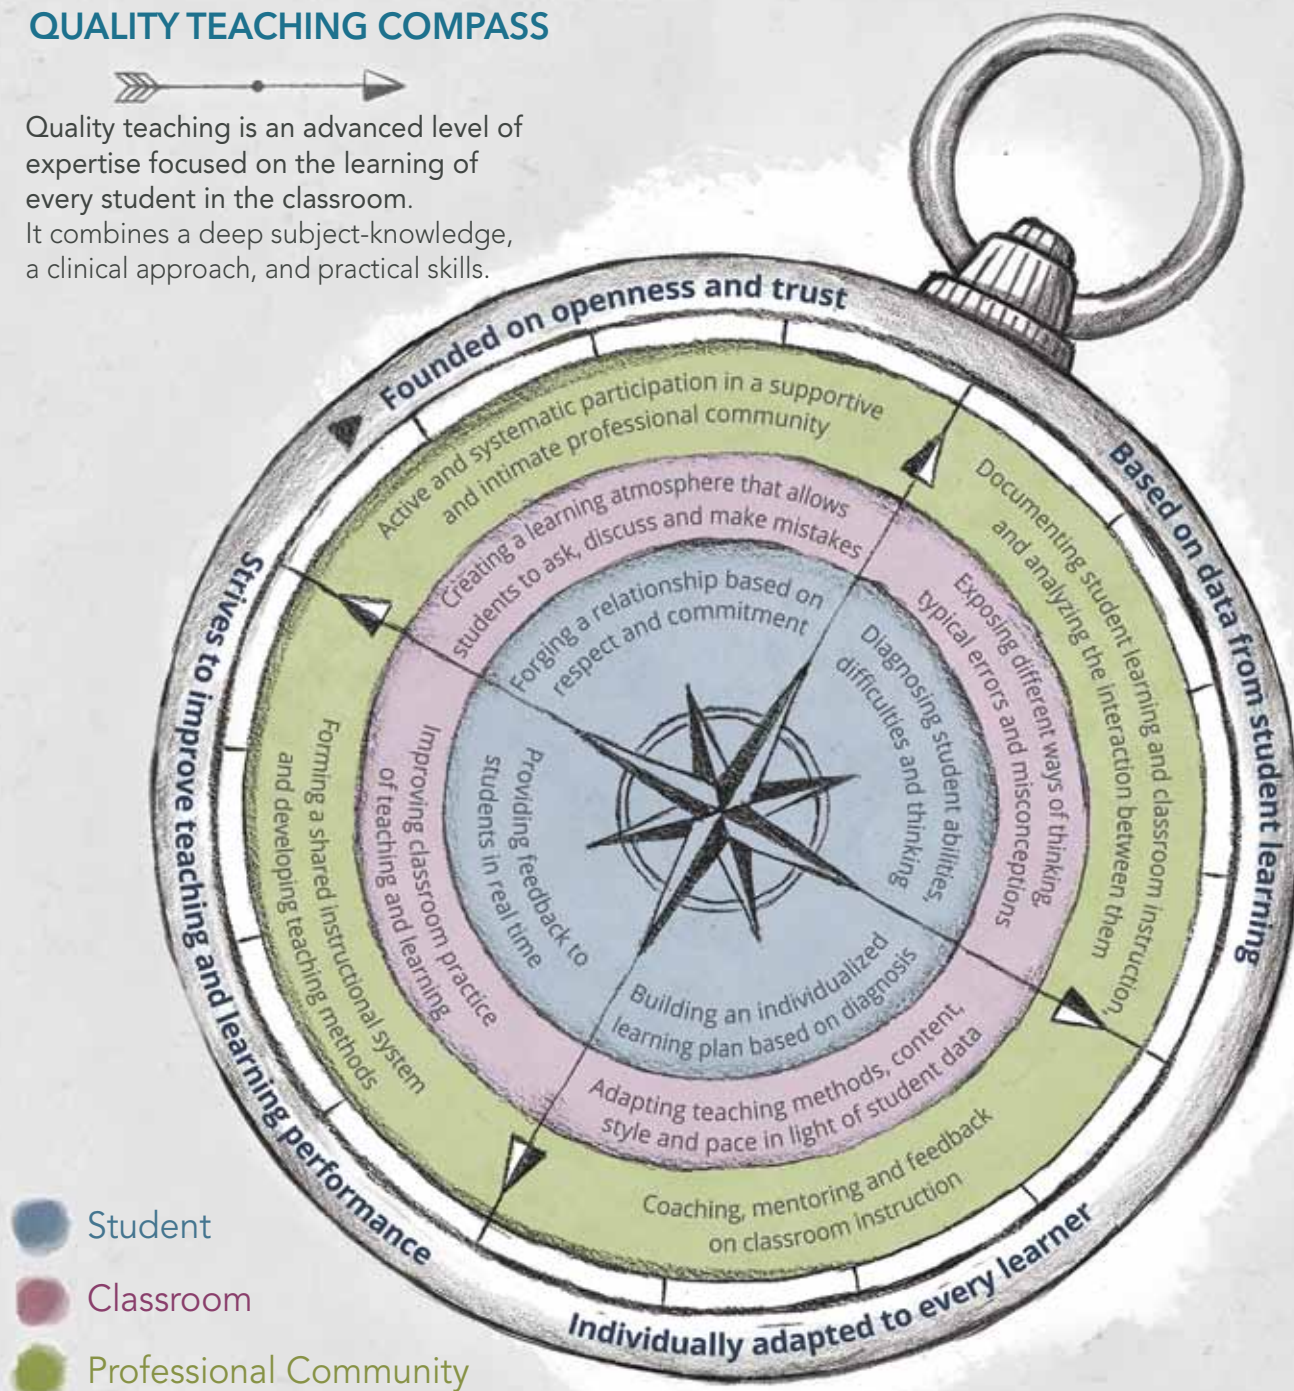 QUALITY TEACHING COMPASS
Quality teaching is an advanced level of
expertise focused on the learning of
every student in the classroom.
It combines a deep subject-knowledge,
a clinical approach, and practical skills.
Founded on openness and trust
Active and systematic participation in a supportive
and intimate professional community
Creating a learning atmosphere that allows
students to ask, discuss and make mistakes
Forging a relationship based on
respect and commitment
Based on data from student learning
Documenting student learning and classroom instruction,
and analyzing the interaction between them
Exposing different ways of thinking,
typical errors and misconceptions
Diagnosing student abilities,
difficulties and thinking
Individually adapted to every learner
Building an individualized
learning plan based on diagnosis
Adapting teaching methods, content,
style and pace in light of student data
Coaching, mentoring and feedback
on classroom instruction
Strives to improve teaching and learning performance
Providing feedback to
students in real time
Improving classroom practice
of teaching and learning
Forming a shared instructional system
and developing teaching methods
Student
Classroom
Professional Community